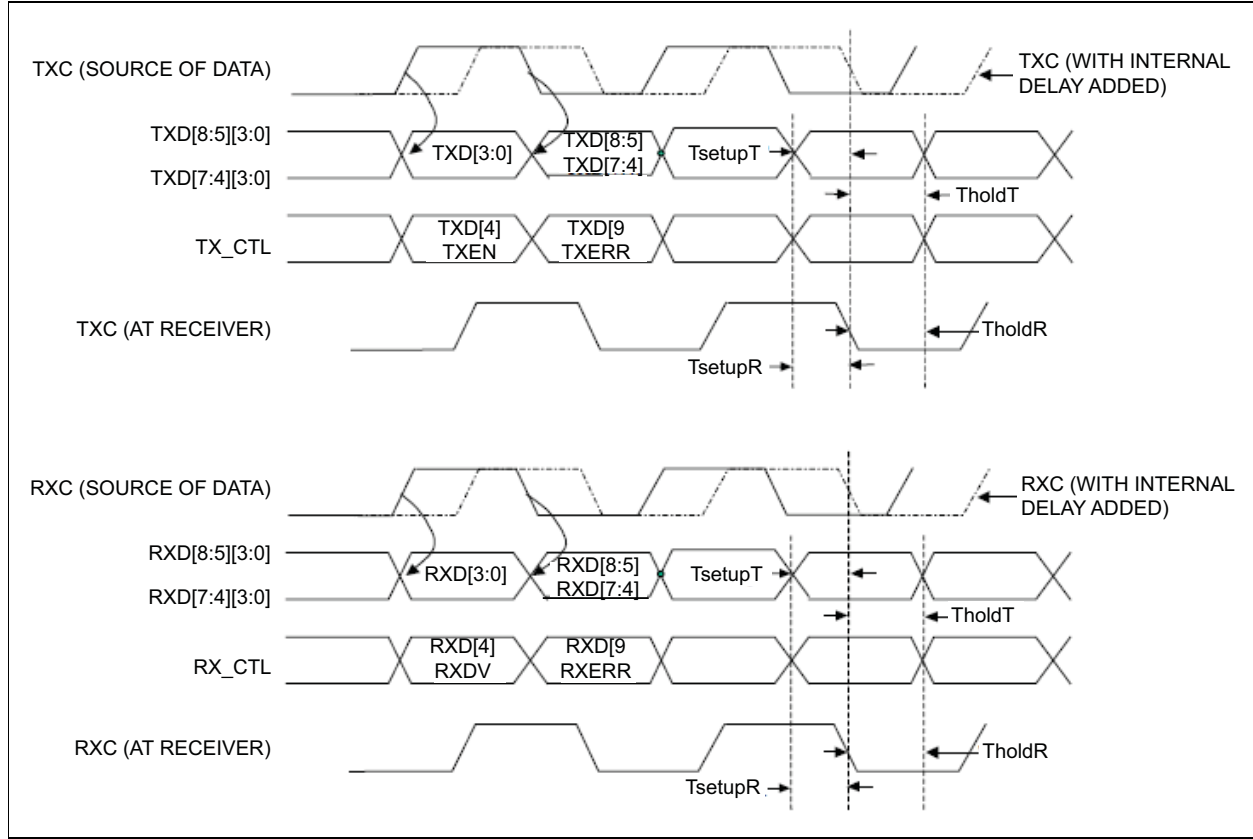 TXC (SOURCE OF DATA)
TXC (WITH INTERNAL
DELAY ADDED)
TXD[8:5][3:0]
TXD[7:4][3:0]
TXD[3:0]
TXD[8:5]
TXD[7:4]
TsetupT
TholdT
TX_CTL
TXD[4]
TXEN
TXD[9
TXERR
TXC (AT RECEIVER)
TholdR
TsetupR
RXC (SOURCE OF DATA)
RXC (WITH INTERNAL
DELAY ADDED)
RXD[8:5][3:0]
RXD[7:4][3:0]
RXD[3:0]
RXD[8:5]
RXD[7:4]
TsetupT
TholdT
RX_CTL
RXD[4]
RXDV
RXD[9
RXERR
RXC (AT RECEIVER)
TholdR
TsetupR